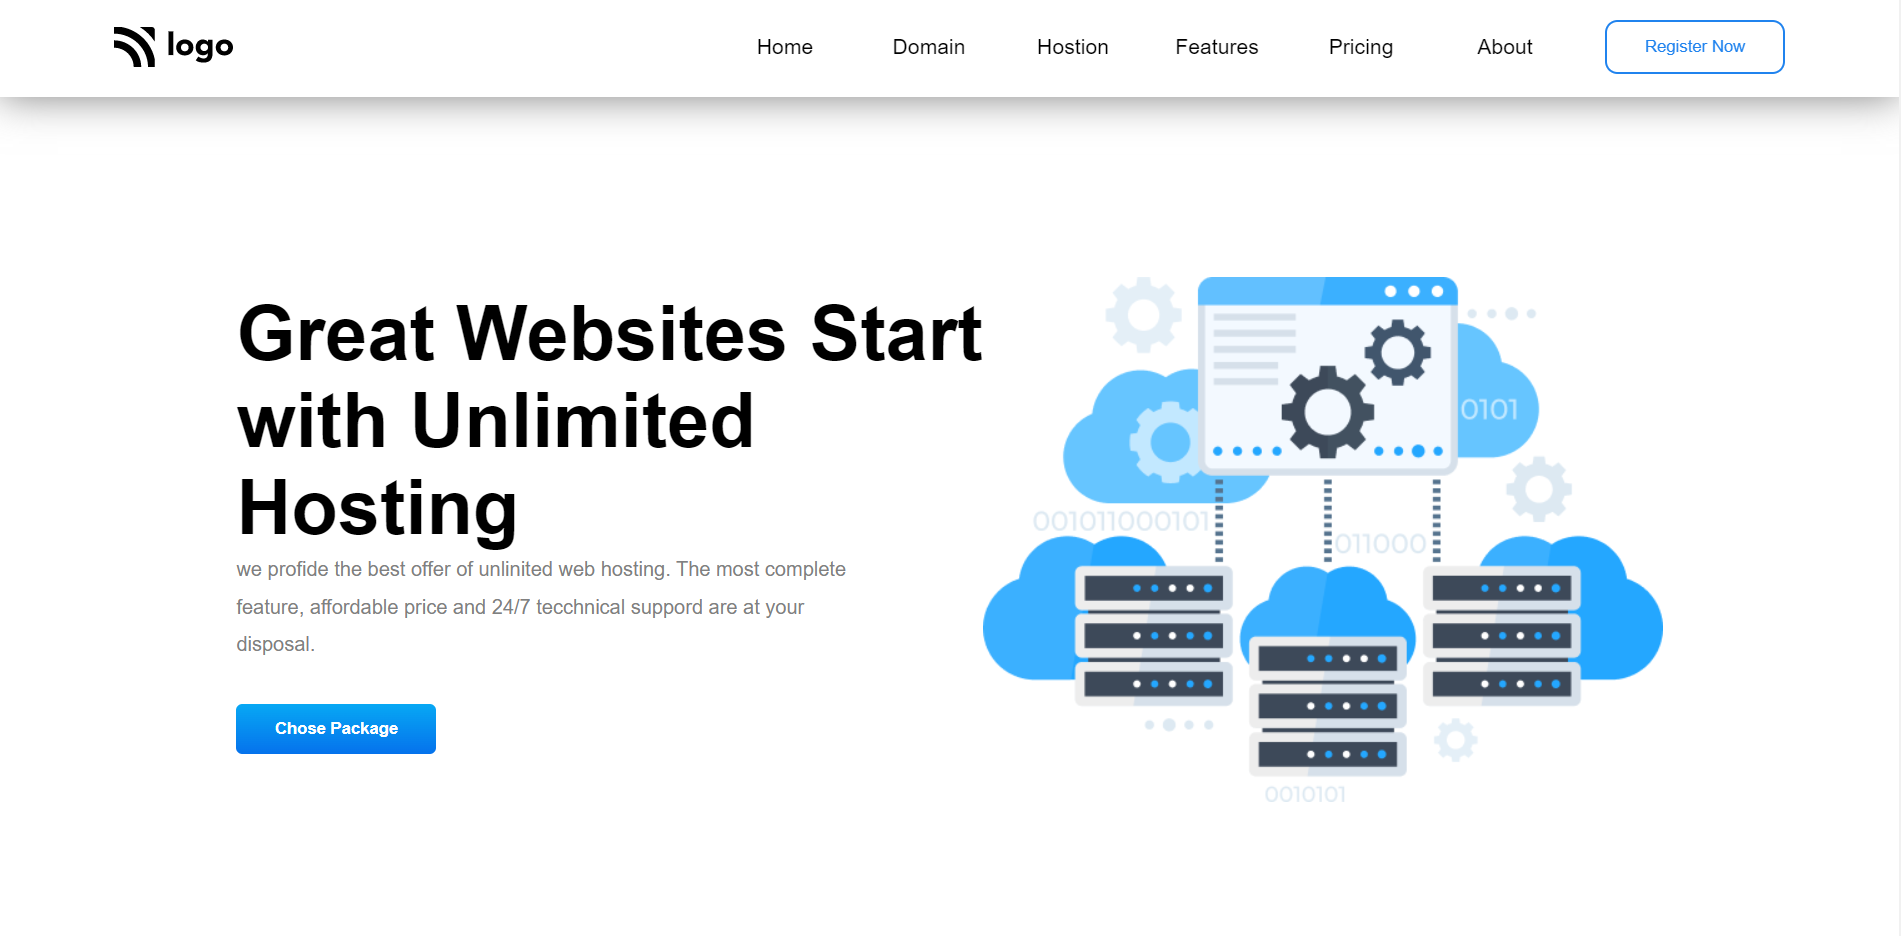 logo
Home Domain Hostion Features Pricing About Register Now
Great Websites Start
with Unlimited
Hosting
we profide the best offer of unlinited web hosting. The most complete
feature, affordable price and 24/7 tecchnical suppord are at your
disposal.
Chose Package
0101
001011000101
011000
0010101